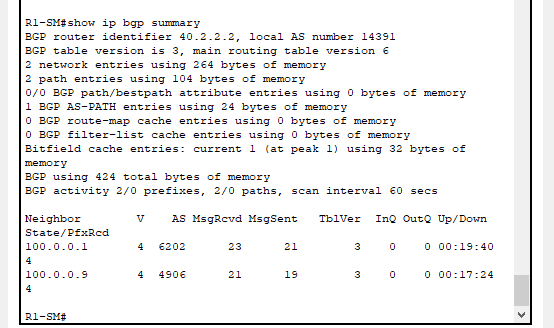 R1-SM#show ip bgp summary
BGP router identifier 40.2.2.2, local AS number 14391
BGP table version is 3, main routing table version 6
2 network entries using 264 bytes of memory
2 path entries using 104 bytes of memory
0/0 BGP path/bestpath attribute entries using 0 bytes of memory
1 BGP AS-PATH entries using 24 bytes of memory
0 BGP route-map cache entries using 0 bytes of memory
0 BGP filter-list cache entries using 0 bytes of memory
Bitfield cache entries: current 1 (at peak 1) using 32 bytes of
memory
BGP using 424 total bytes of memory
BGP activity 2/0 prefixes, 2/0 paths, scan interval 60 secs
Neighbor V AS MsgRcvd MsgSent TblVer InQ OutQ Up/Down
State/PfxRcd
100.0.0.1 4 6202 23 21 3 0 0 00:19:40
4
100.0.0.9 4 4906 21 19 3 0 0 00:17:24
4
R1-SM#